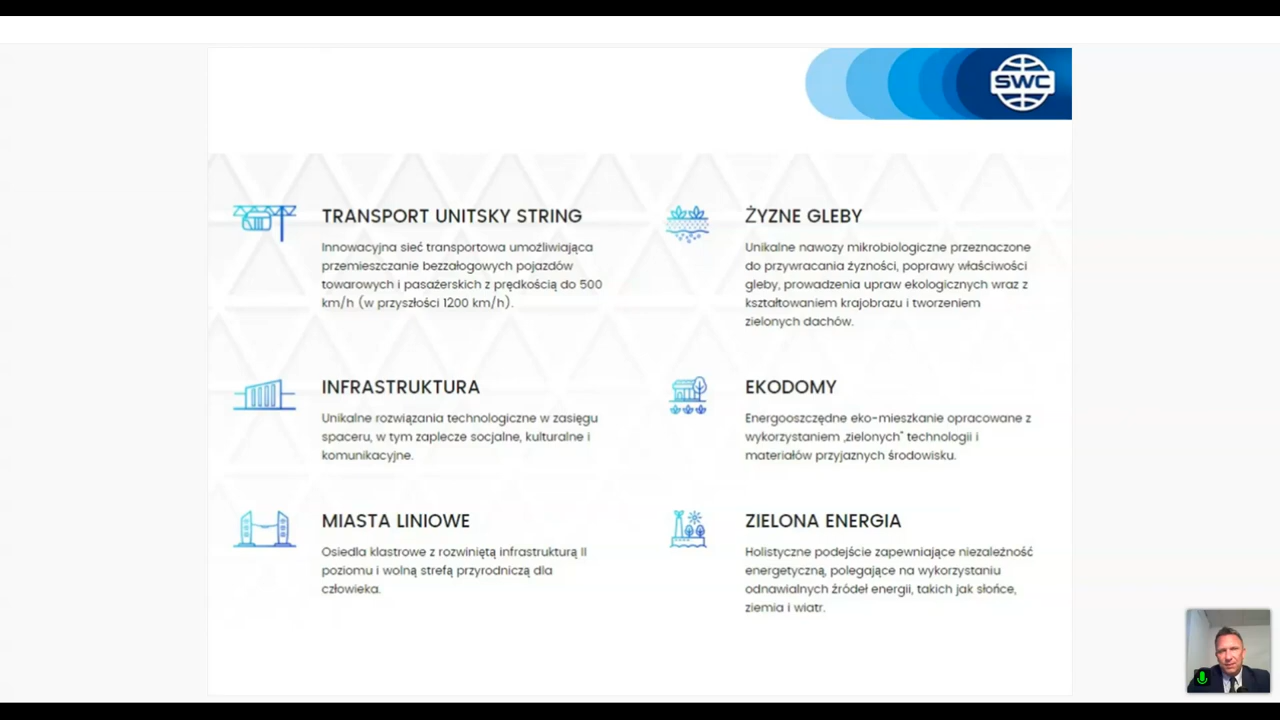 SWC
TRANSPORT UNITSKY STRING
Innowacyjna sieć transportowa umożliwiająca
przemieszczanie bezzałogowych pojazdów
towarowych i pasażerskich z prędkością do 500
km/h (w przyszłości 1200 km/h).
INFRASTRUKTURA
Unikalne rozwiązania technologiczne w zasięgu
spaceru, w tym zaplecze socjalne, kulturalne i
komunikacyjne.
MIASTA LINIOWE
Osiedla klastrowe z rozwiniętą infrastrukturą II
poziomu i wolną strefą przyrodniczą dla
człowieka.
ŻYZNE GLEBY
Unikalne nawozy mikrobiologiczne przeznaczone
do przywracania żyzności, poprawy właściwości
gleby, prowadzenia upraw ekologicznych wraz z
kształtowaniem krajobrazu i tworzeniem
zielonych dachów.
EKODOMY
Energooszczędne eko-mieszkanie opracowane z
wykorzystaniem „zielonych” technologii i
materiałów przyjaznych środowisku.
ZIELONA ENERGIA
Holistyczne podejście zapewniające niezależność
energetyczną, polegające na wykorzystaniu
odnawialnych źródeł energii, takich jak słońce,
ziemia i wiatr.